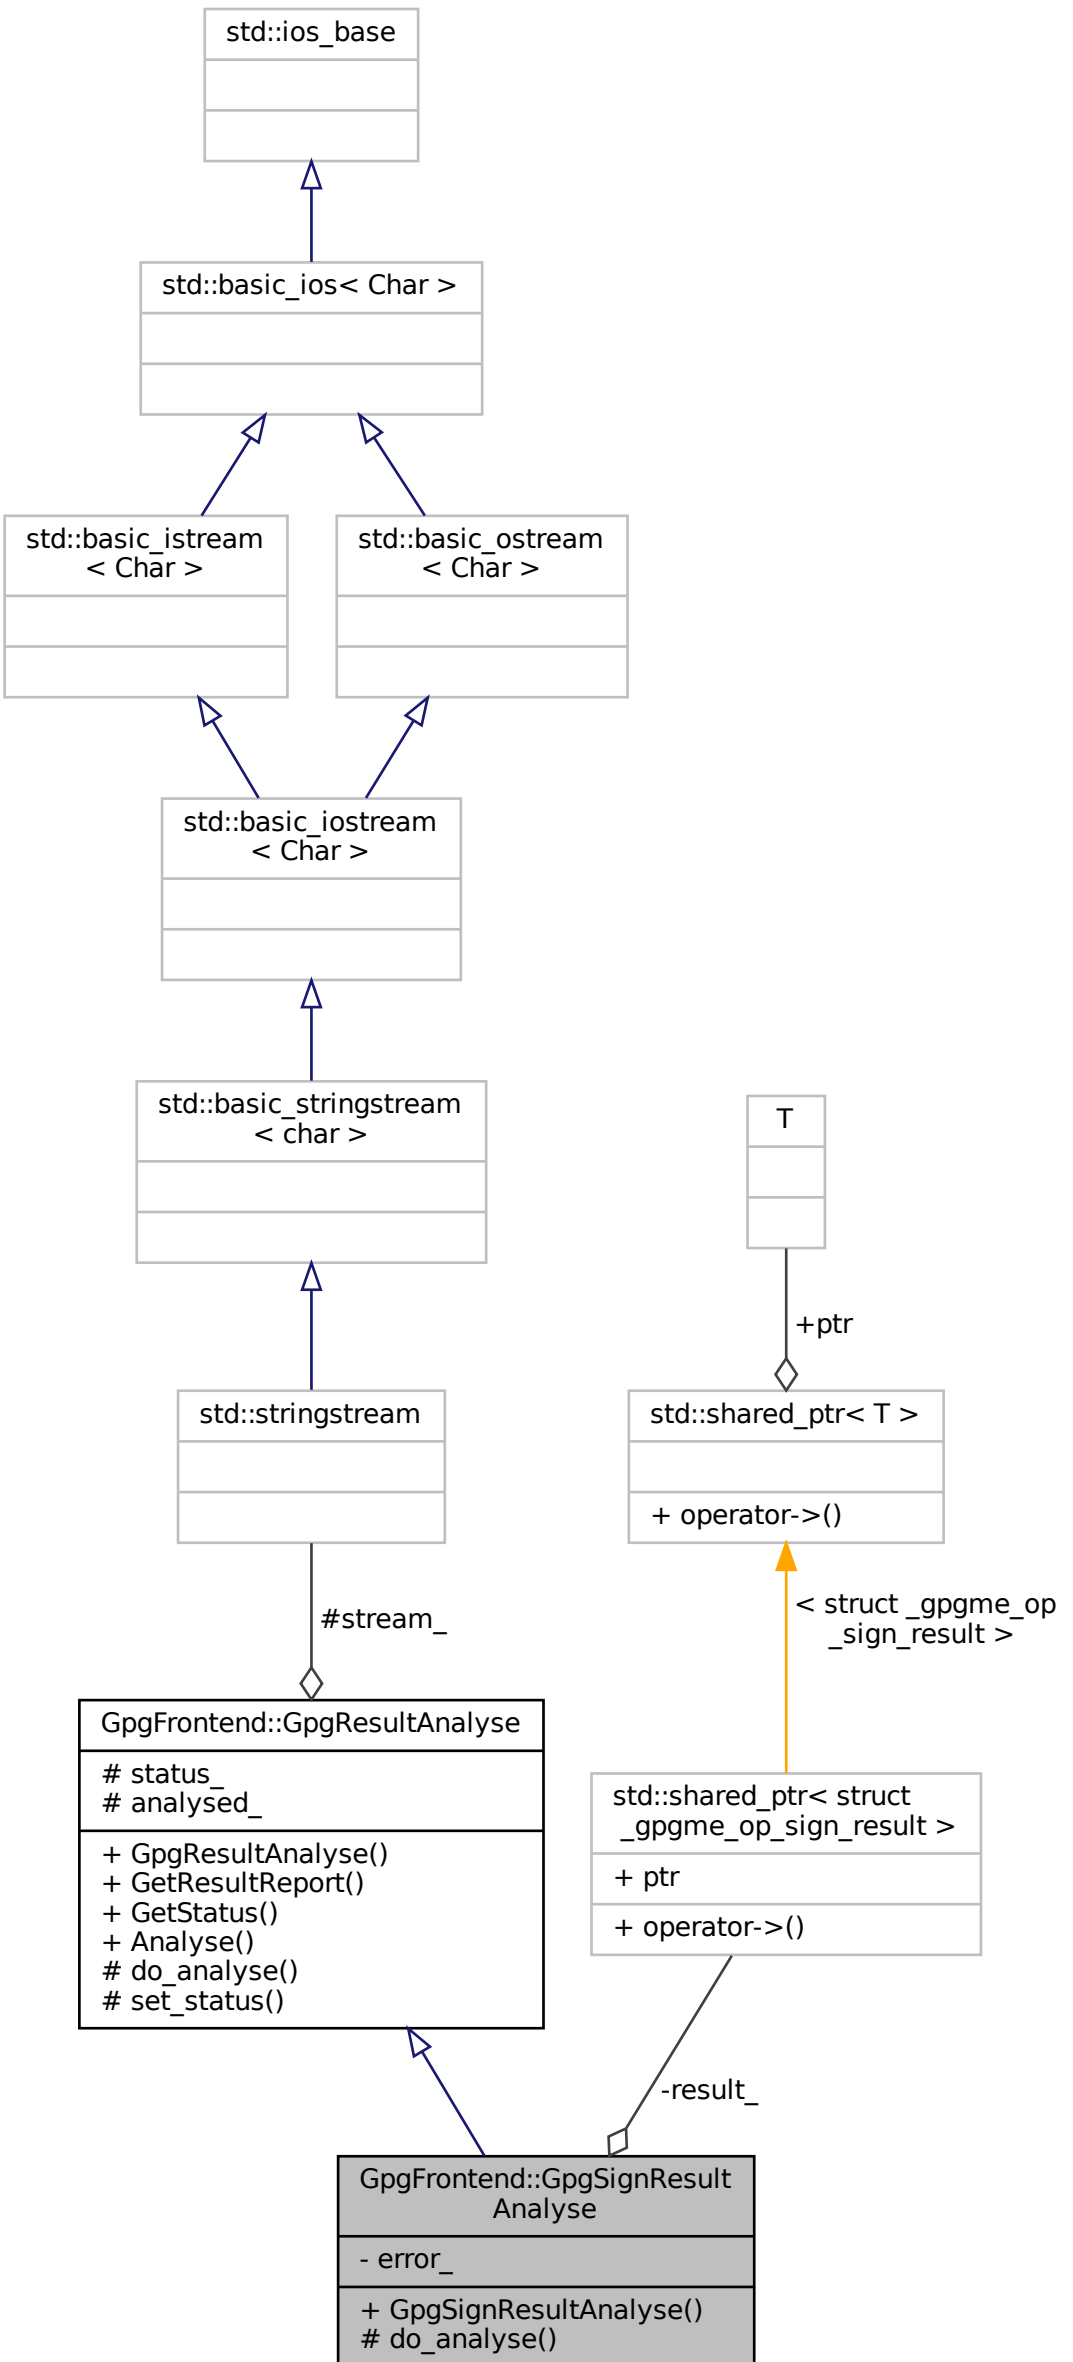 std::ios_base
std::basic_ios< Char >
std::basic_istream
< Char >
std::basic_ostream
< Char >
std::basic_iostream
< Char >
std::basic_stringstream
< char >
T
+ptr
std::stringstream
std::shared_ptr< T >
+ operator->()
#stream_
< struct _gpgme_op
_sign_result >
GpgFrontend::GpgResultAnalyse
# status_
# analysed_
+ GpgResultAnalyse()
+ GetResultReport()
+ GetStatus()
+ Analyse()
# do_analyse()
# set_status()
std::shared_ptr< struct
_gpgme_op_sign_result >
+ ptr
+ operator->()
-result_
GpgFrontend::GpgSignResult
Analyse
- error_
+ GpgSignResultAnalyse()
# do_analyse()